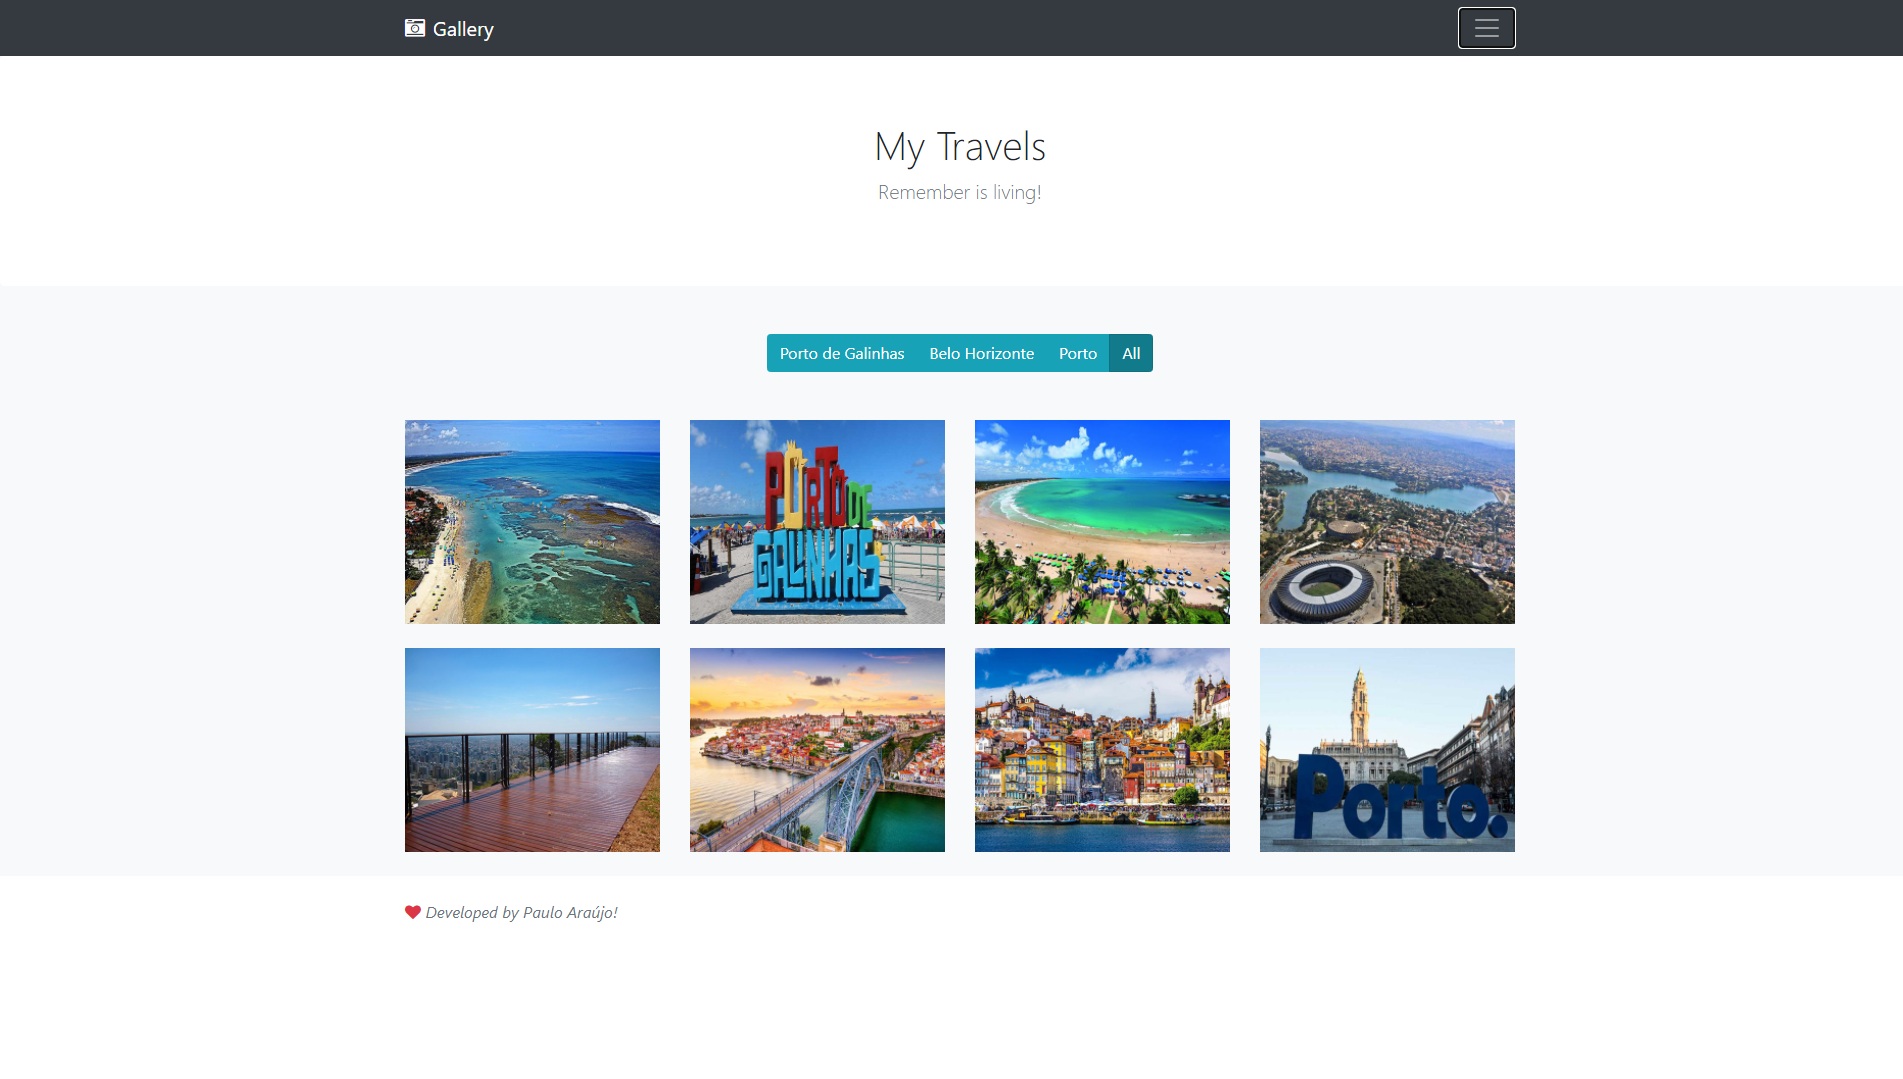 Gallery
My Travels
Remember is living!
Porto de Galinhas Belo Horizonte Porto All
PORTO DE
GALINHAS
Porto.
Developed by Paulo Araújo!